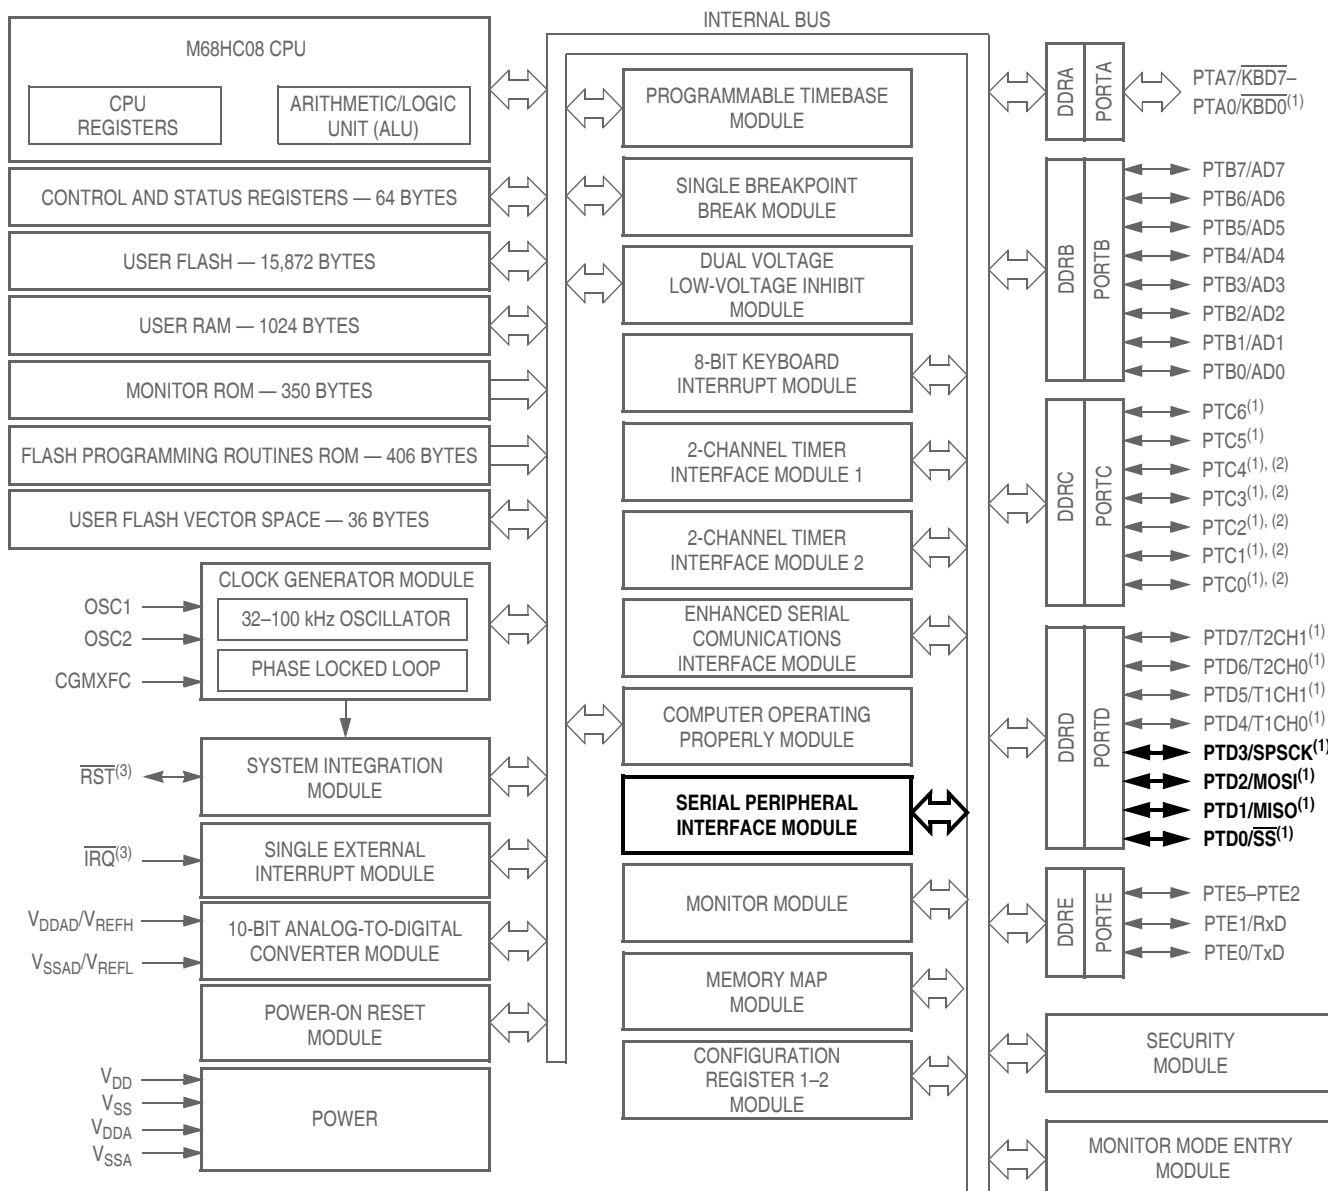 INTERNAL BUS
M68HC08 CPU
CPU
REGISTERS
ARITHMETIC/LOGIC
UNIT (ALU)
CONTROL AND STATUS REGISTERS — 64 BYTES
USER FLASH — 15,872 BYTES
USER RAM — 1024 BYTES
MONITOR ROM — 350 BYTES
FLASH PROGRAMMING ROUTINES ROM — 406 BYTES
USER FLASH VECTOR SPACE — 36 BYTES
CLOCK GENERATOR MODULE
32–100 kHz OSCILLATOR
PHASE LOCKED LOOP
OSC1
OSC2
CGMXFC
SYSTEM INTEGRATION
MODULE
RST(3)
SINGLE EXTERNAL
INTERRUPT MODULE
IRQ(3)
10-BIT ANALOG-TO-DIGITAL
CONVERTER MODULE
VDDAD/VREFH
VSSAD/VREFL
POWER-ON RESET
MODULE
POWER
VDD
VSS
VDDA
VSSA
PROGRAMMABLE TIMEBASE
MODULE
SINGLE BREAKPOINT
BREAK MODULE
DUAL VOLTAGE
LOW-VOLTAGE INHIBIT
MODULE
8-BIT KEYBOARD
INTERRUPT MODULE
2-CHANNEL TIMER
INTERFACE MODULE 1
2-CHANNEL TIMER
INTERFACE MODULE 2
ENHANCED SERIAL
COMUNICATIONS
INTERFACE MODULE
COMPUTER OPERATING
PROPERLY MODULE
SERIAL PERIPHERAL
INTERFACE MODULE
MONITOR MODULE
MEMORY MAP
MODULE
CONFIGURATION
REGISTER 1–2
MODULE
DDRA
PORTA
PTA7/KBD7–
PTA0/KBD0(1)
DDRB
PORTB
PTB7/AD7
PTB6/AD6
PTB5/AD5
PTB4/AD4
PTB3/AD3
PTB2/AD2
PTB1/AD1
PTB0/AD0
DDRC
PORTC
PTC6(1)
PTC5(1)
PTC4(1), (2)
PTC3(1), (2)
PTC2(1), (2)
PTC1(1), (2)
PTC0(1), (2)
DDRD
PORTD
PTD7/T2CH1(1)
PTD6/T2CH0(1)
PTD5/T1CH1(1)
PTD4/T1CH0(1)
PTD3/SPSCK(1)
PTD2/MOSI(1)
PTD1/MISO(1)
PTD0/SS(1)
DDRE
PORTE
PTE5–PTE2
PTE1/RxD
PTE0/TxD
SECURITY
MODULE
MONITOR MODE ENTRY
MODULE